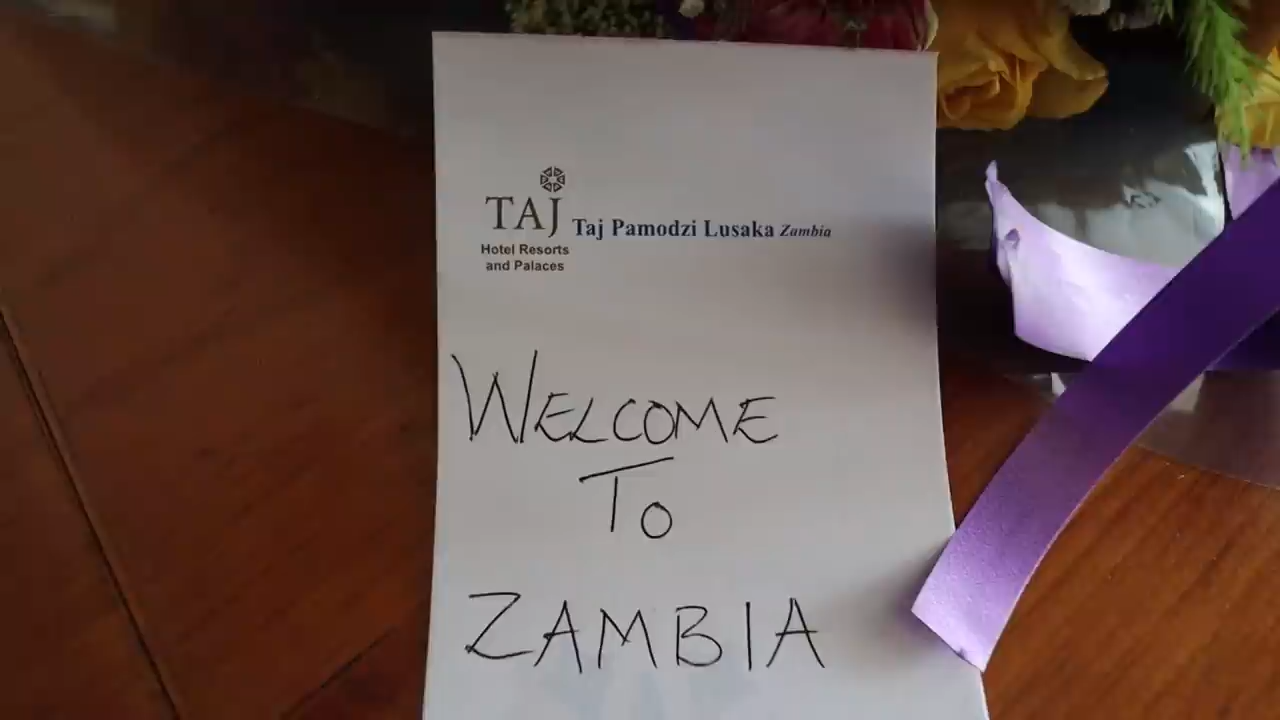 TAJ
Hotel Resorts
and Palaces
Taj Pamodzi Lusaka Zambia
WELCOME
To
ZAMBIA